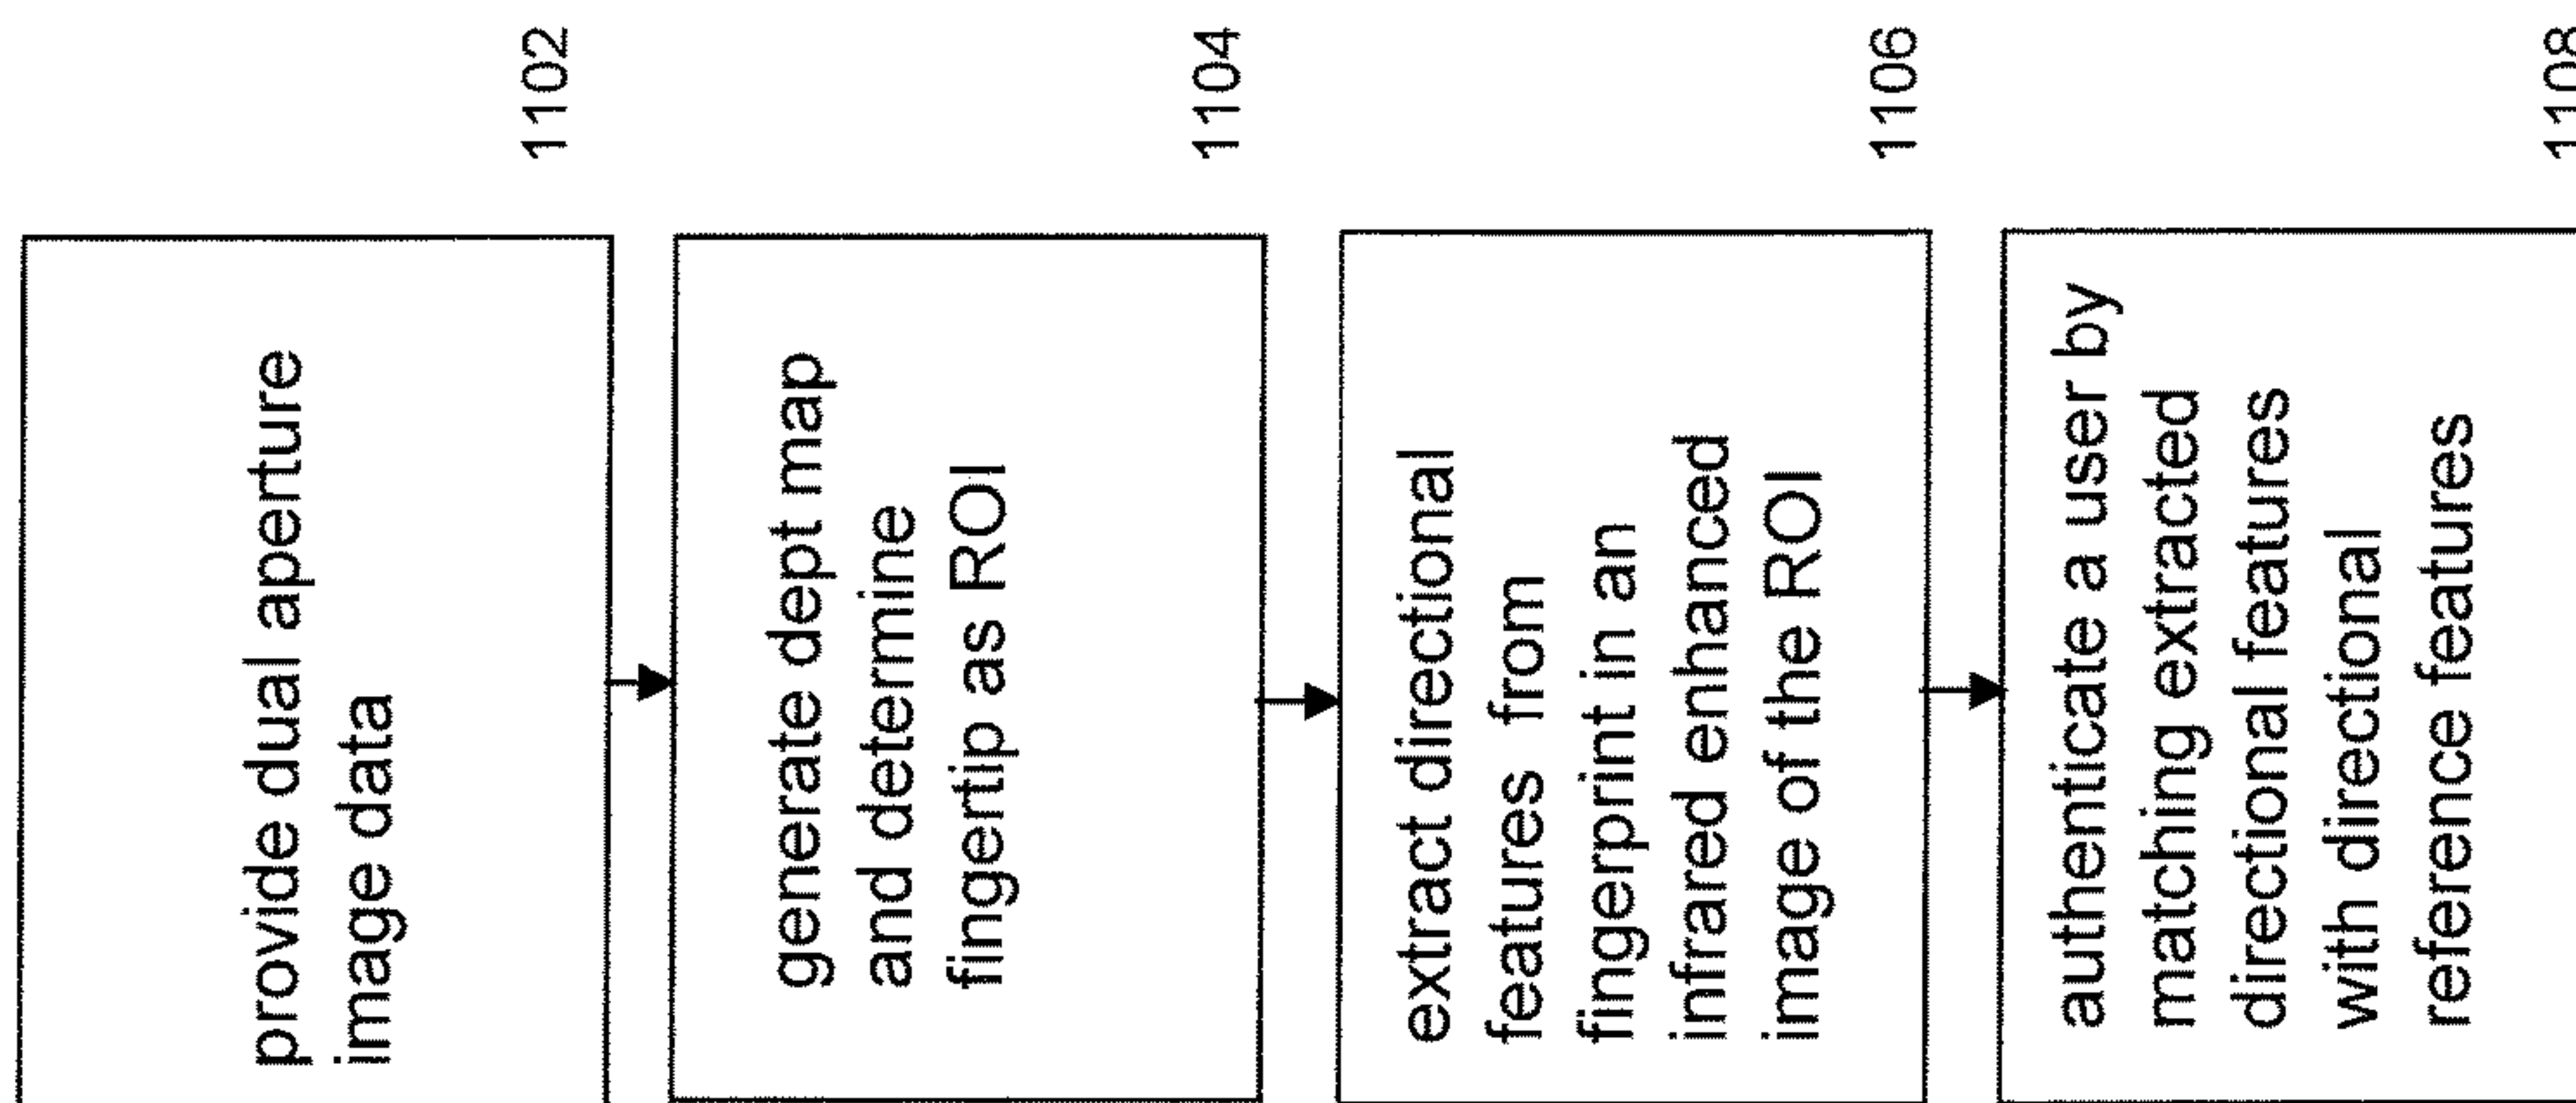 provide dual aperture
image data
1102
generate dept map
and determine
fingertip as ROI
1104
extract directional
features from
fingerprint in an
infrared enhanced
image of the ROI
1106
authenticate a user by
matching extracted
directional features
with directional
reference features
1108